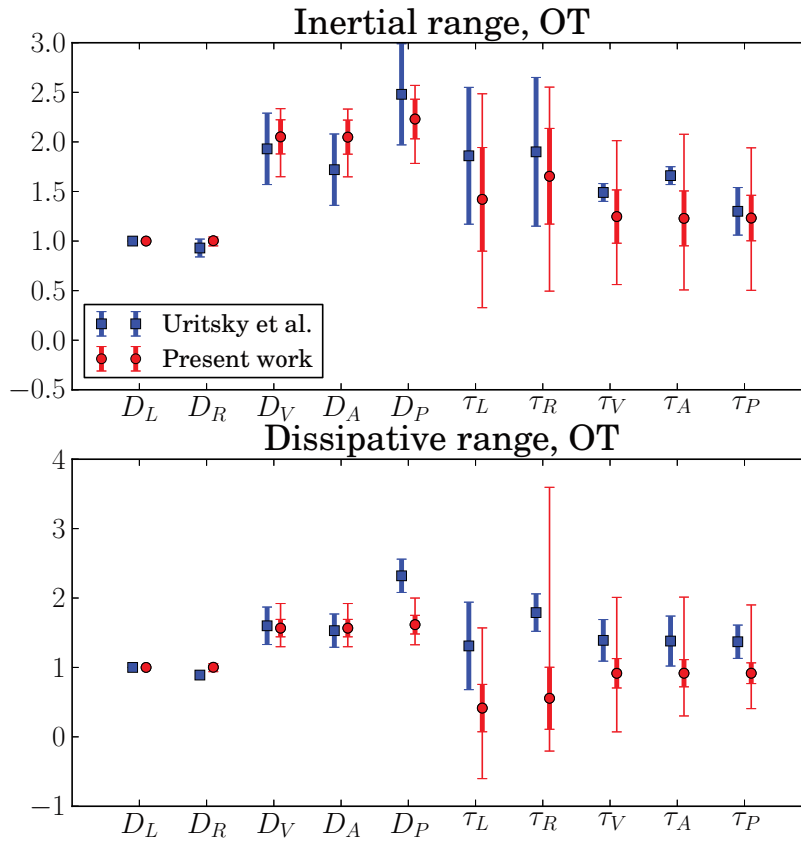 Inertial range, OT
3.0
2.5
2.0
1.5
1.0
0.5
0.0
−0.5
Uritsky et al.
Present work
D_L D_R D_V D_A D_P τ_L τ_R τ_V τ_A τ_P
Dissipative range, OT
4
3
2
1
0
−1
D_L D_R D_V D_A D_P τ_L τ_R τ_V τ_A τ_P